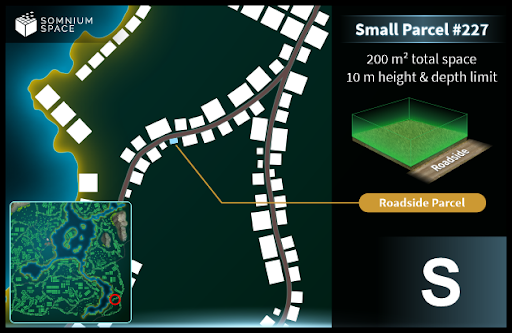 SOMNIUM
SPACE
Small Parcel #227
200 m² total space
10 m height & depth limit
Roadside
Roadside Parcel
S